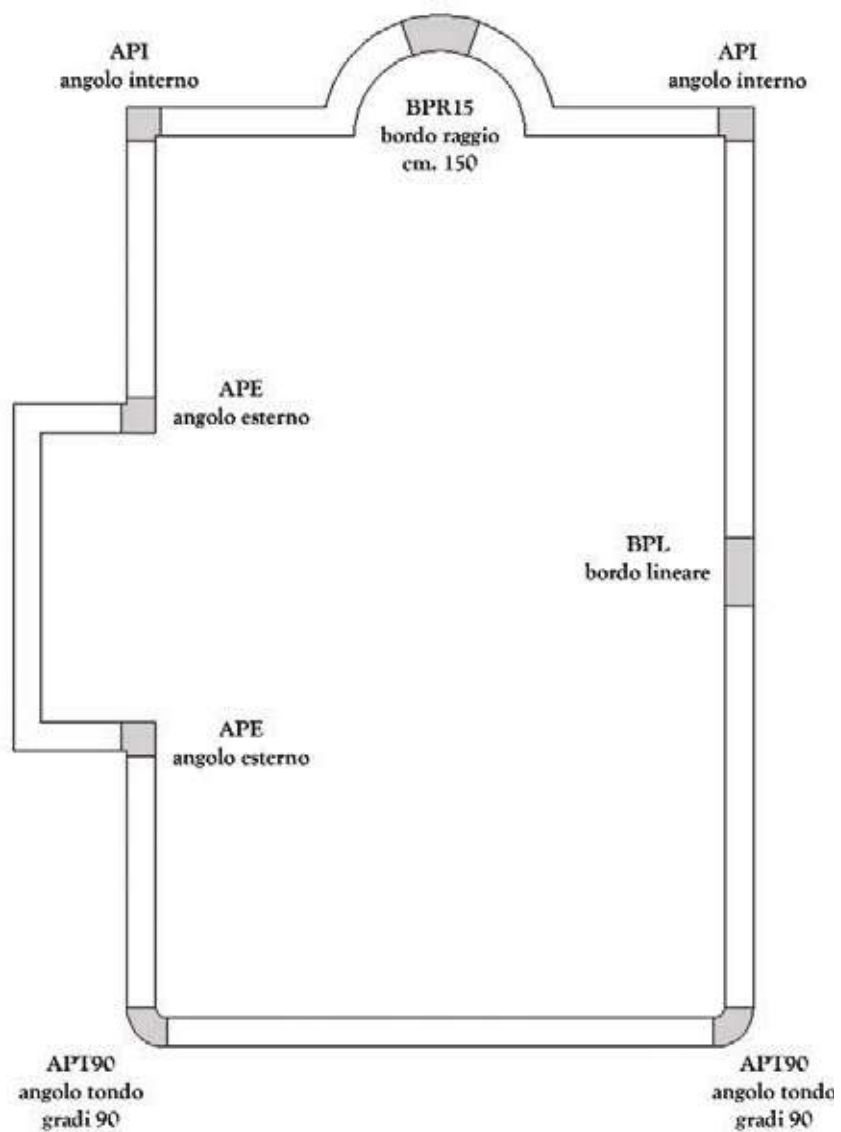 API
angolo interno
API
angolo interno
BPR15
bordo raggio
cm. 150
APE
angolo esterno
BPL
bordo lineare
APE
angolo esterno
APT90
angolo tondo
gradi 90
APT90
angolo tondo
gradi 90